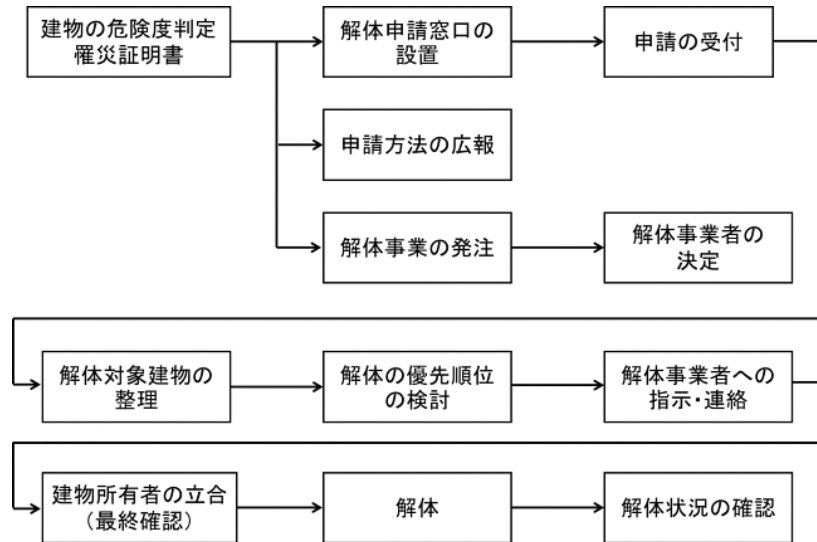 建物の危険度判定
罹災証明書
解体申請窓口の
設置
申請の受付
申請方法の広報
解体事業の発注
解体事業者の
決定
解体対象建物の
整理
解体の優先順位
の検討
解体事業者への
指示・連絡
建物所有者の立合
（最終確認）
解体
解体状況の確認